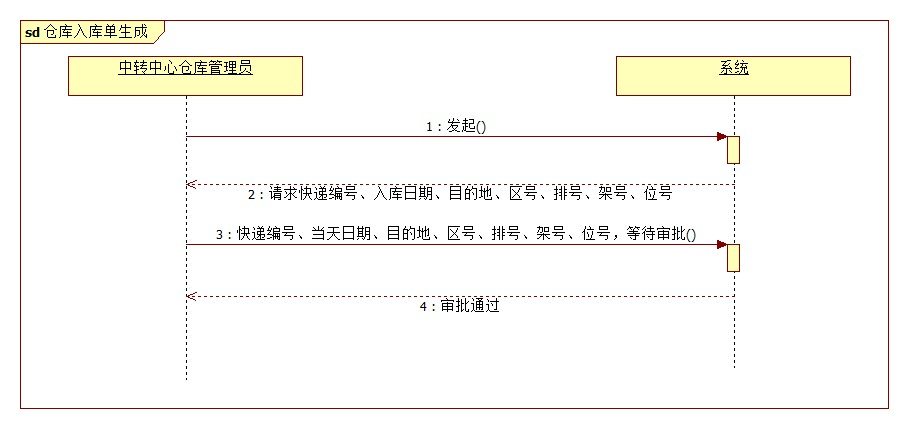 sd 仓库入库单生成
中转中心仓库管理员
系统
1：发起()
2：请求快递编号、入库日期、目的地、区号、排号、架号、位号
3：快递编号、当天日期、目的地、区号、排号、架号、位号，等待审批()
4：审批通过